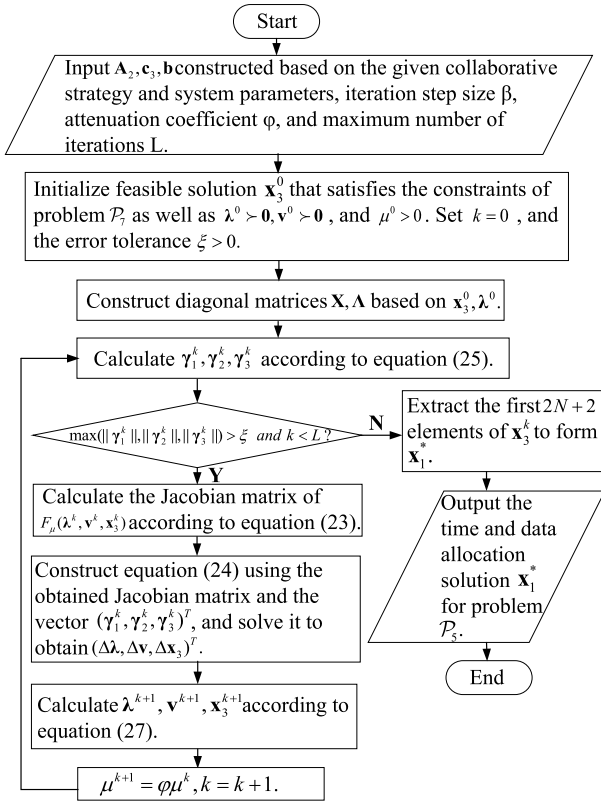 Start
Input A₂,c₃,b constructed based on the given collaborative
strategy and system parameters, iteration step size β,
attenuation coefficient φ, and maximum number of
iterations L.
Initialize feasible solution x₃⁰ that satisfies the constraints of
problem 𝒫₇ as well as λ⁰ ≻ 0, v⁰ ≻ 0 , and μ⁰ > 0. Set k = 0 , and
the error tolerance ξ > 0.
Construct diagonal matrices X, Λ based on x₃⁰, λ⁰.
Calculate γ₁ᵏ, γ₂ᵏ, γ₃ᵏ according to equation (25).
max(|| γ₁ᵏ ||,|| γ₂ᵏ ||,|| γ₃ᵏ ||) > ξ and k < L ?
N
Extract the first 2N + 2
elements of x₃ᵏ to form
x₁*.
Output the
time and data
allocation
solution x₁*
for problem
𝒫₅.
End
Y
Calculate the Jacobian matrix of
F_μ(λᵏ, vᵏ, x₃ᵏ) according to equation (23).
Construct equation (24) using the
obtained Jacobian matrix and the
vector (γ₁ᵏ, γ₂ᵏ, γ₃ᵏ)ᵀ, and solve it to
obtain (Δλ, Δv, Δx₃)ᵀ.
Calculate λᵏ⁺¹, vᵏ⁺¹, x₃ᵏ⁺¹ according to
equation (27).
μᵏ⁺¹ = φμᵏ, k = k + 1.